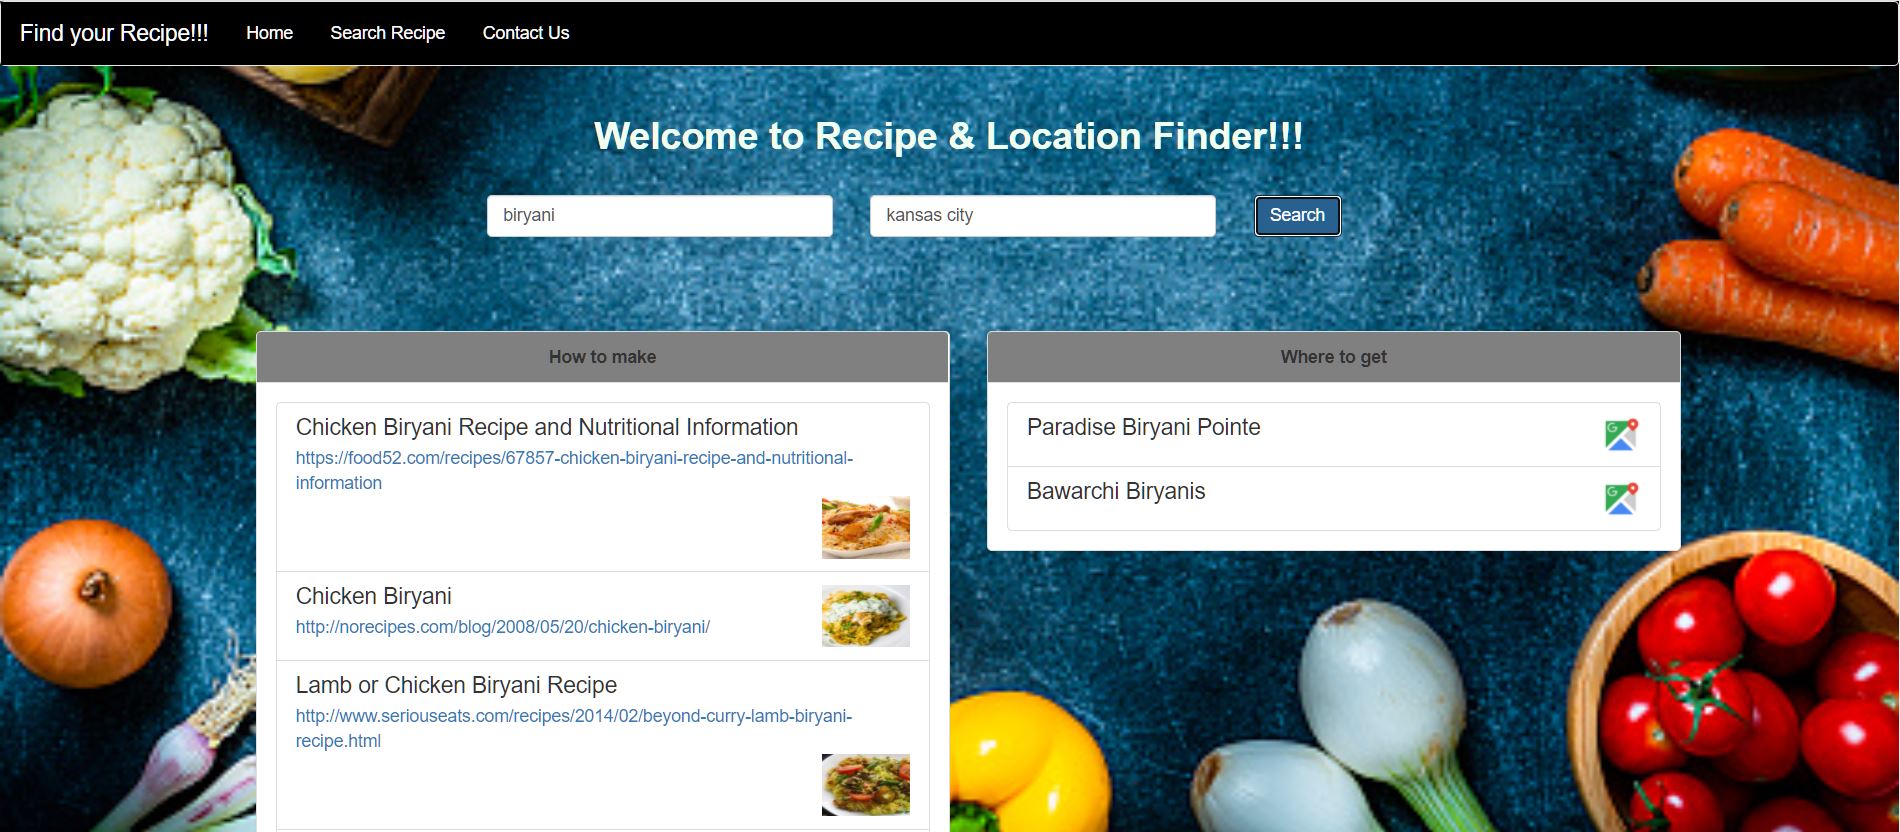 Find your Recipe!!! Home Search Recipe Contact Us
Welcome to Recipe & Location Finder!!!
biryani kansas city Search
How to make
Chicken Biryani Recipe and Nutritional Information
https://food52.com/recipes/67857-chicken-biryani-recipe-and-nutritional-
information
Chicken Biryani
http://norecipes.com/blog/2008/05/20/chicken-biryani/
Lamb or Chicken Biryani Recipe
http://www.seriouseats.com/recipes/2014/02/beyond-curry-lamb-biryani-
recipe.html
Where to get
Paradise Biryani Pointe
G
Bawarchi Biryanis
G